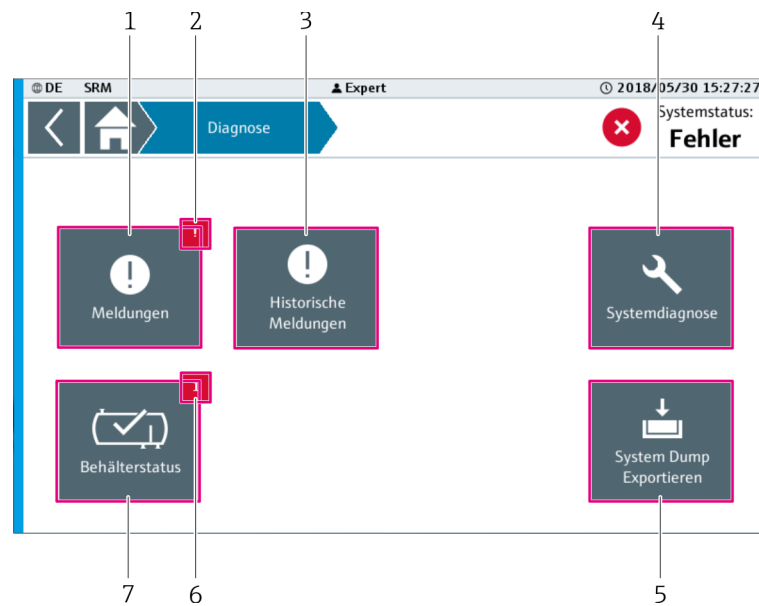 1 2 3 4
DE SRM Expert 2018/05/30 15:27:27
Diagnose
Systemstatus:
Fehler
!
Meldungen
Historische
Meldungen
Systemdiagnose
Behälterstatus
System Dump
Exportieren
7 6 5